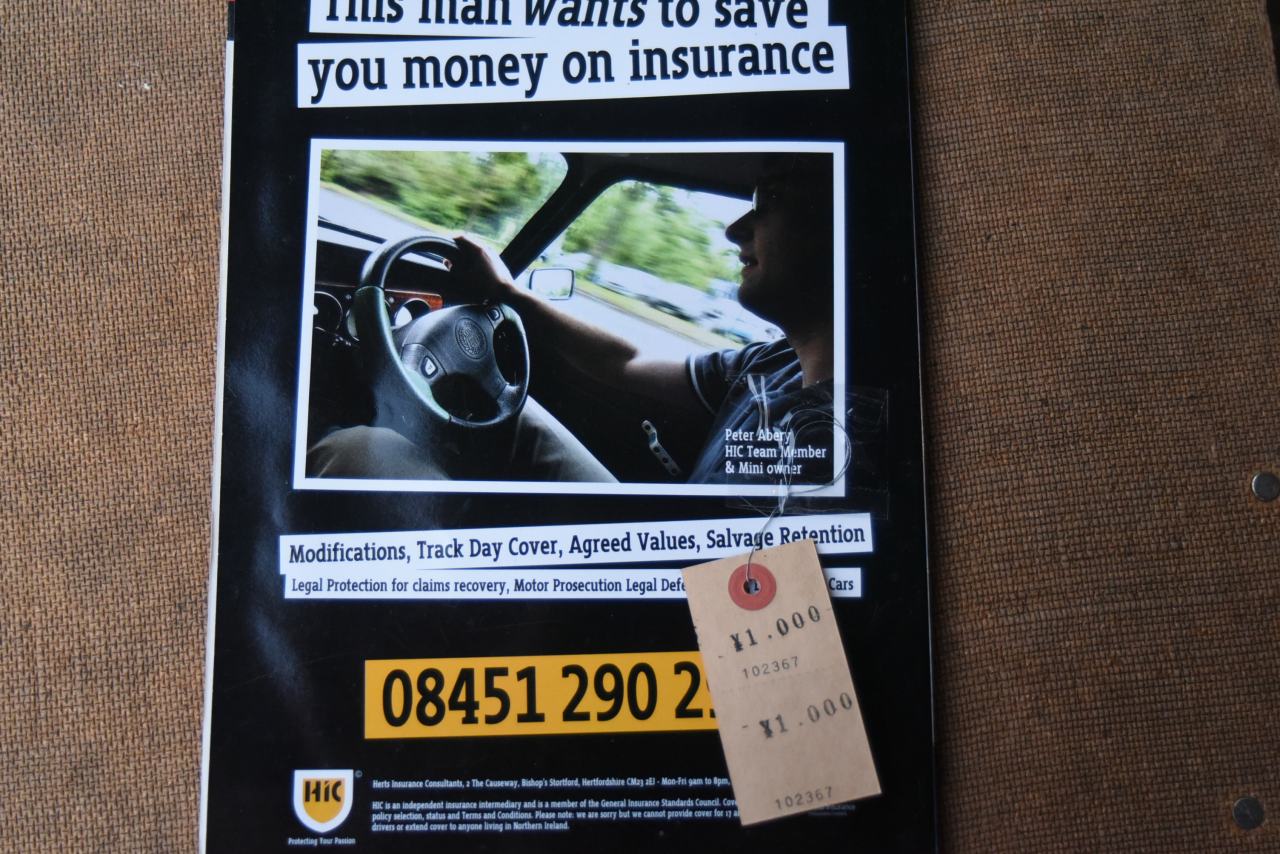 This man wants to save
you money on insurance
Peter Abery
HIC Team Member
& Mini owner
Modifications, Track Day Cover, Agreed Values, Salvage Retention
Legal Protection for claims recovery, Motor Prosecution Legal Defe
Cars
¥1.000
102367
¥1.000
102367
08451 290 2
HIC
Protecting Your Passion
Herts Insurance Consultants, 2 The Causeway, Bishop's Stortford, Hertfordshire CM23 2EJ - Mon-Fri 9am to 8pm,
HIC is an independent insurance intermediary and is a member of the General Insurance Standards Council. Cov
policy selection, status and Terms and Conditions. Please note: we are sorry but we cannot provide cover for 17
drivers or extend cover to anyone living in Northern Ireland.